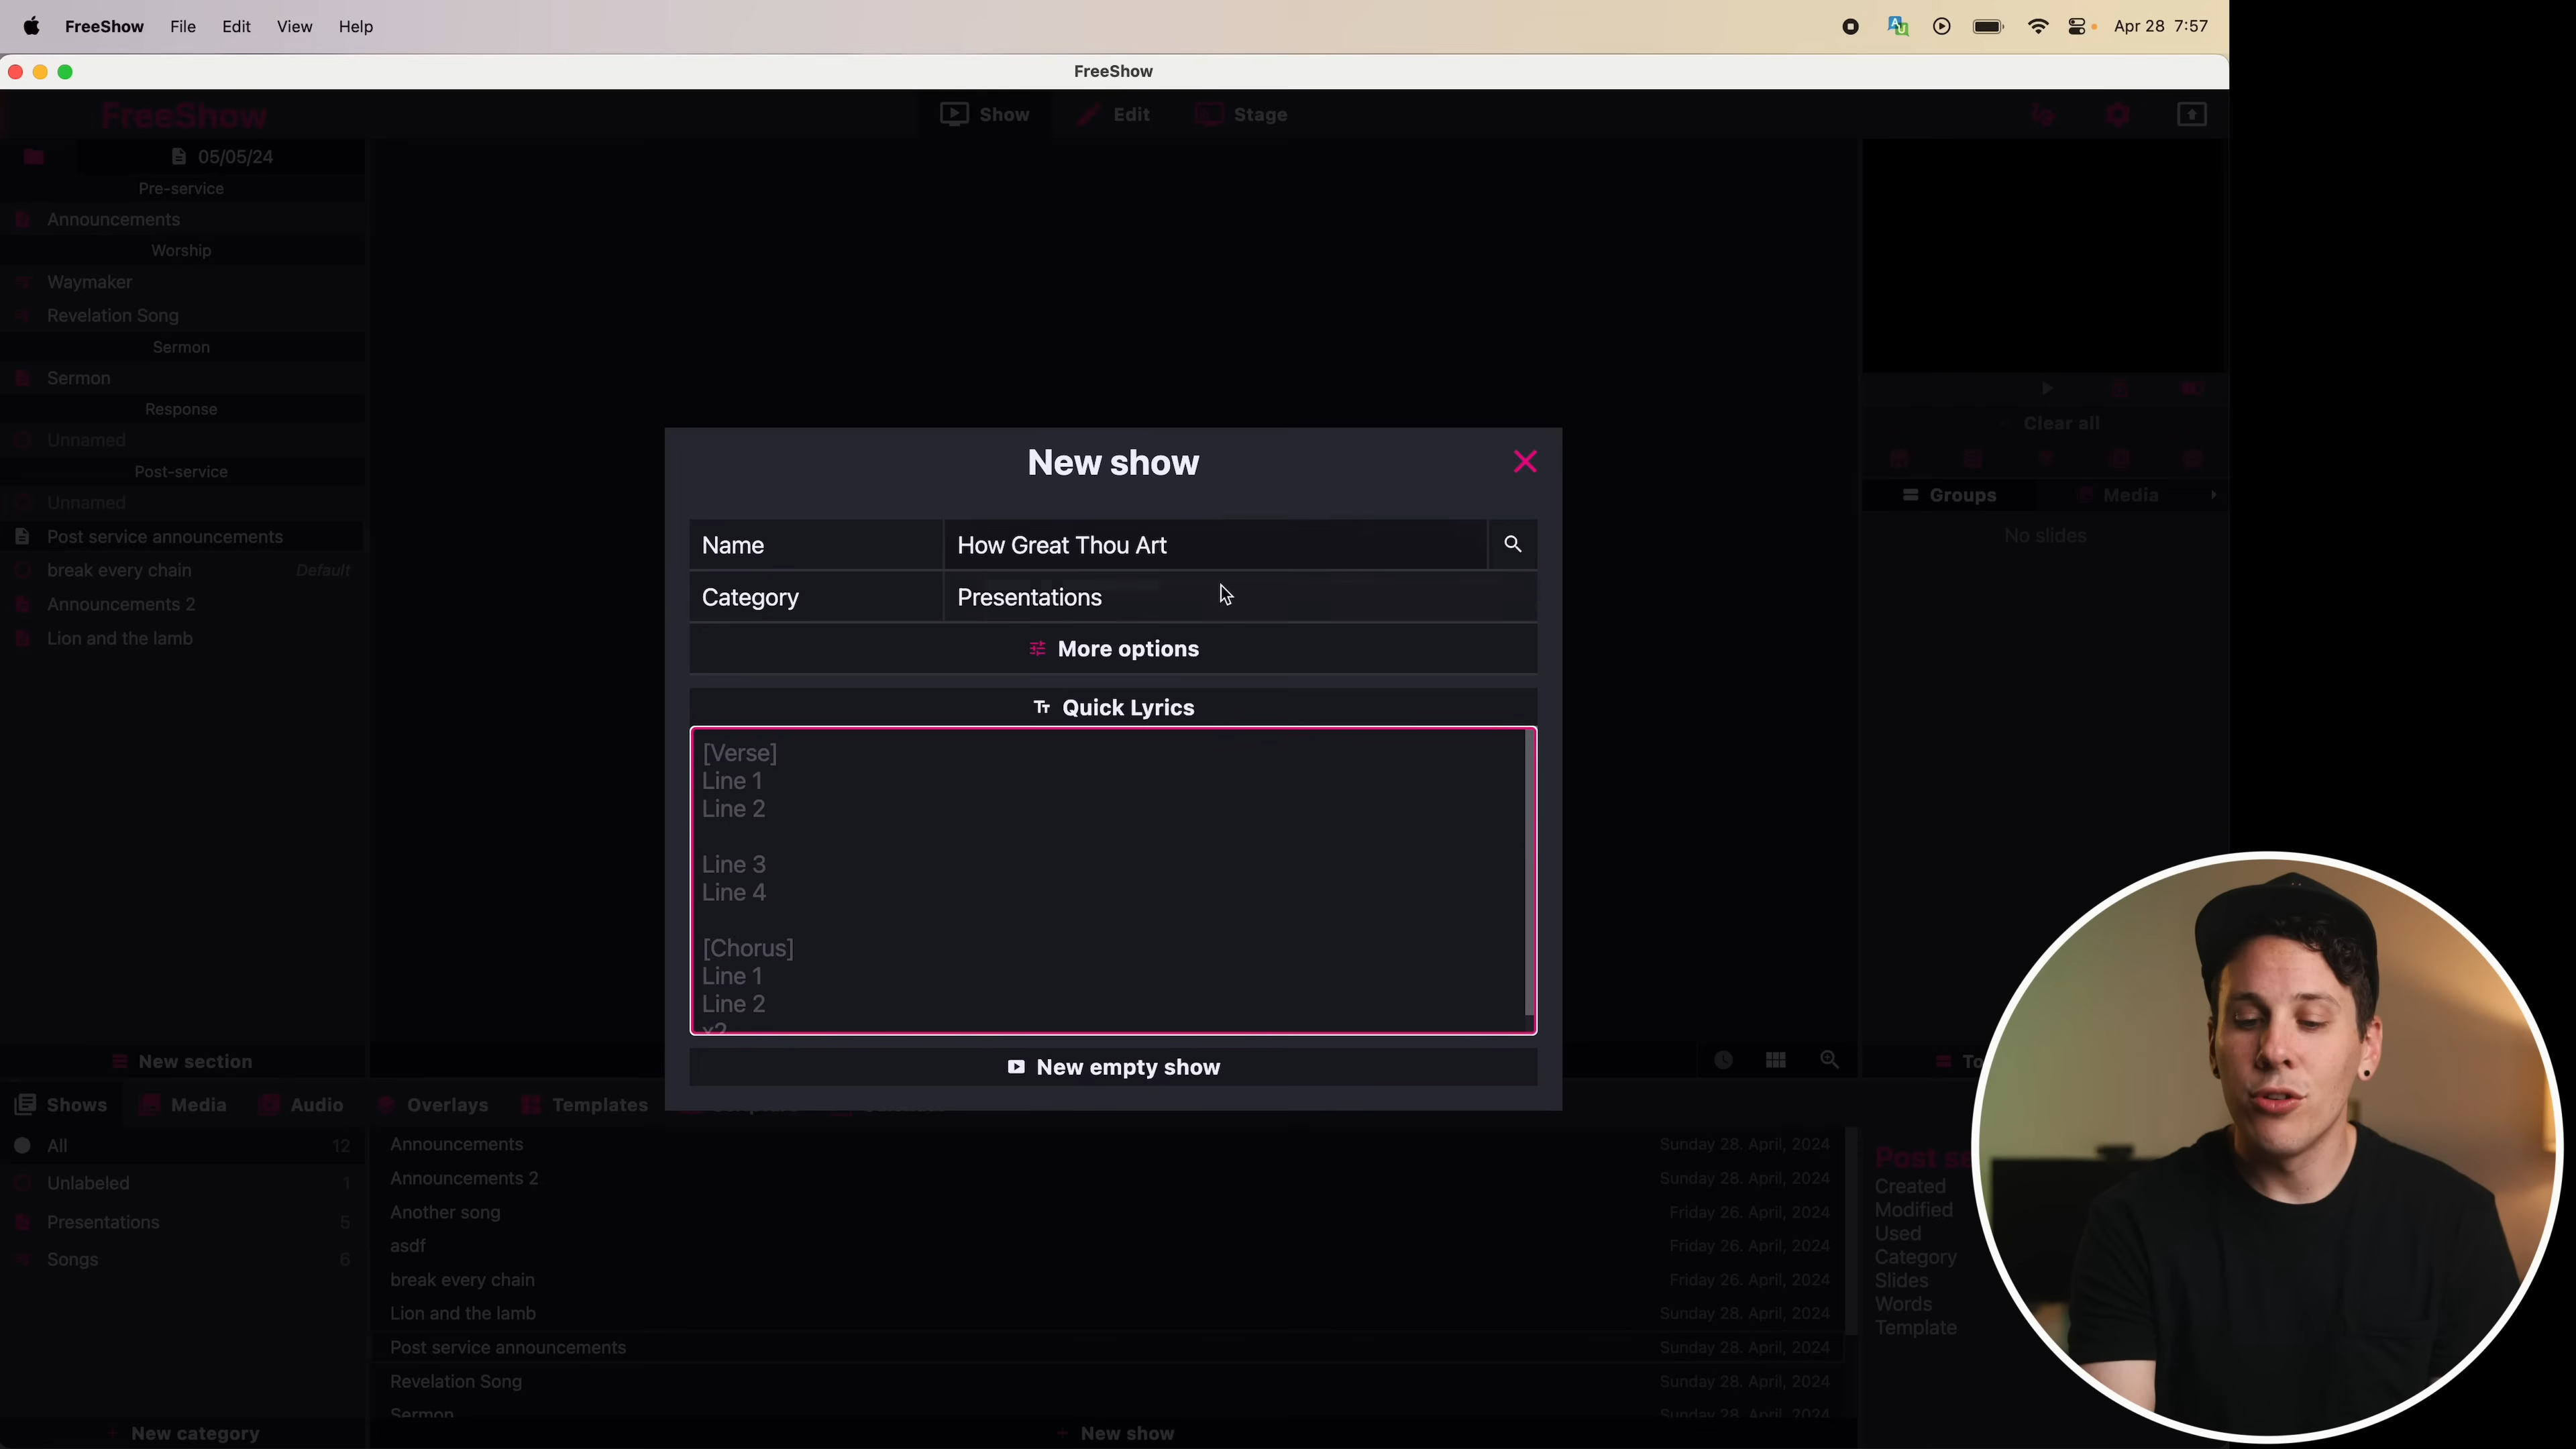 FreeShow File Edit View Help Apr 28 7:57
FreeShow
FreeShow
Show Edit Stage
05/05/24
Pre-service
Announcements
Worship
Waymaker
Revelation Song
Sermon
Sermon
Response
Unnamed
Post-service
Unnamed
Post service announcements
break every chain Default
Announcements 2
Lion and the lamb
New section
Clear all
Groups Media
No slides
New show
Name How Great Thou Art
Category Presentations
More options
Quick Lyrics
[Verse]
Line 1
Line 2
Line 3
Line 4
[Chorus]
Line 1
Line 2
x2
New empty show
Shows Media Audio Overlays Templates
All 12
Unlabeled 1
Presentations 5
Songs 6
New category
Announcements Sunday 28. April, 2024
Announcements 2 Sunday 28. April, 2024
Another song Friday 26. April, 2024
asdf Friday 26. April, 2024
break every chain Friday 26. April, 2024
Lion and the lamb Sunday 28. April, 2024
Post service announcements Sunday 28. April, 2024
Revelation Song Sunday 28. April, 2024
Sermon Sunday 28. April, 2024
New show
Post
Created
Modified
Used
Category
Slides
Words
Template